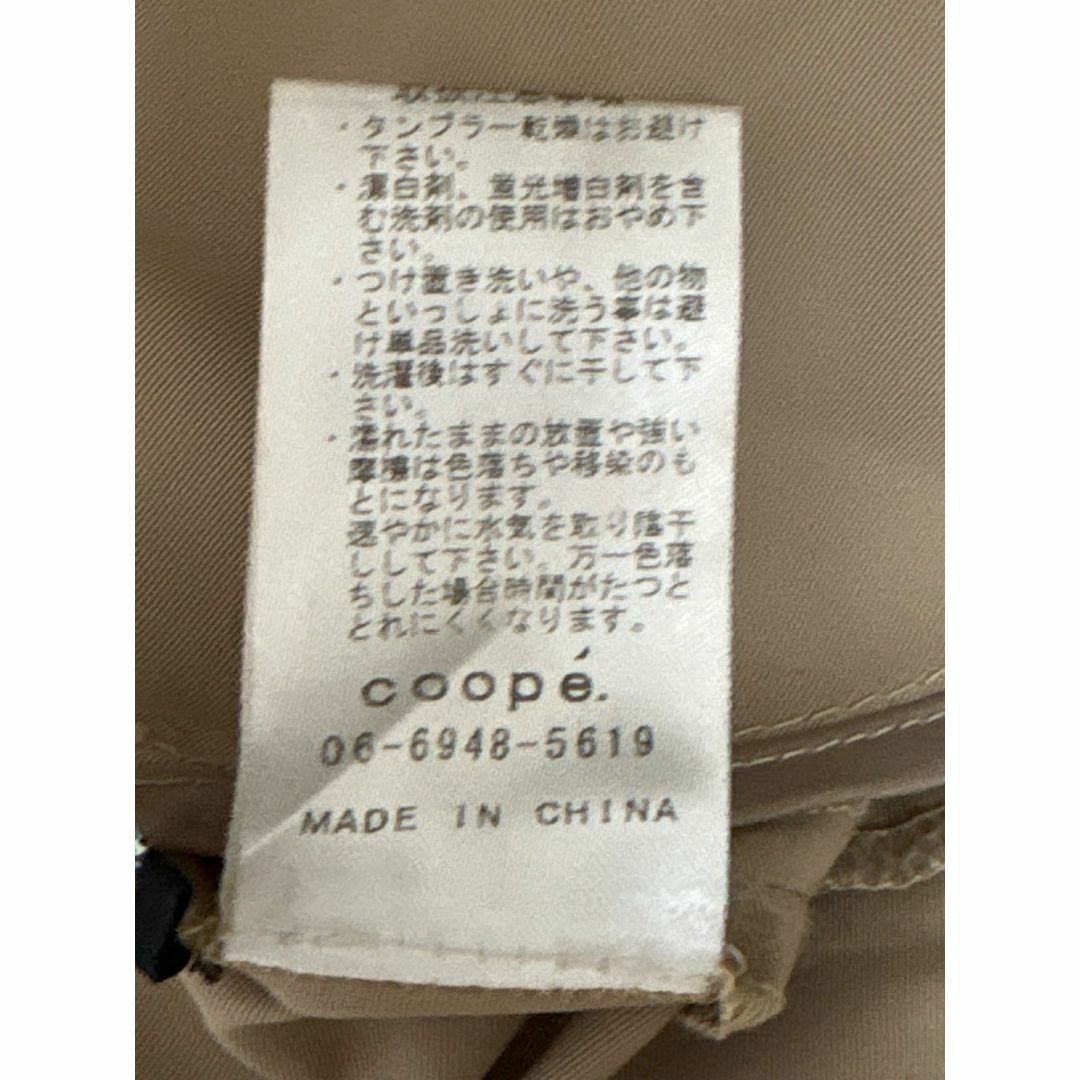 取扱注意事項
・タンブラー乾燥はお避け
下さい。
・漂白剤、蛍光増白剤を含
む洗剤の使用はおやめ下
さい。
・つけ置き洗いや、他の物
といっしょに洗う事は避
け単品洗いして下さい。
・洗濯後はすぐに干して下
さい。
・濡れたままの放置や強い
摩擦は色落ちや移染のも
とになります。
速やかに水気を取り陰干
しして下さい。万一色落
ちした場合時間がたつと
とれにくくなります。
coopé.
06-6948-5619
MADE IN CHINA